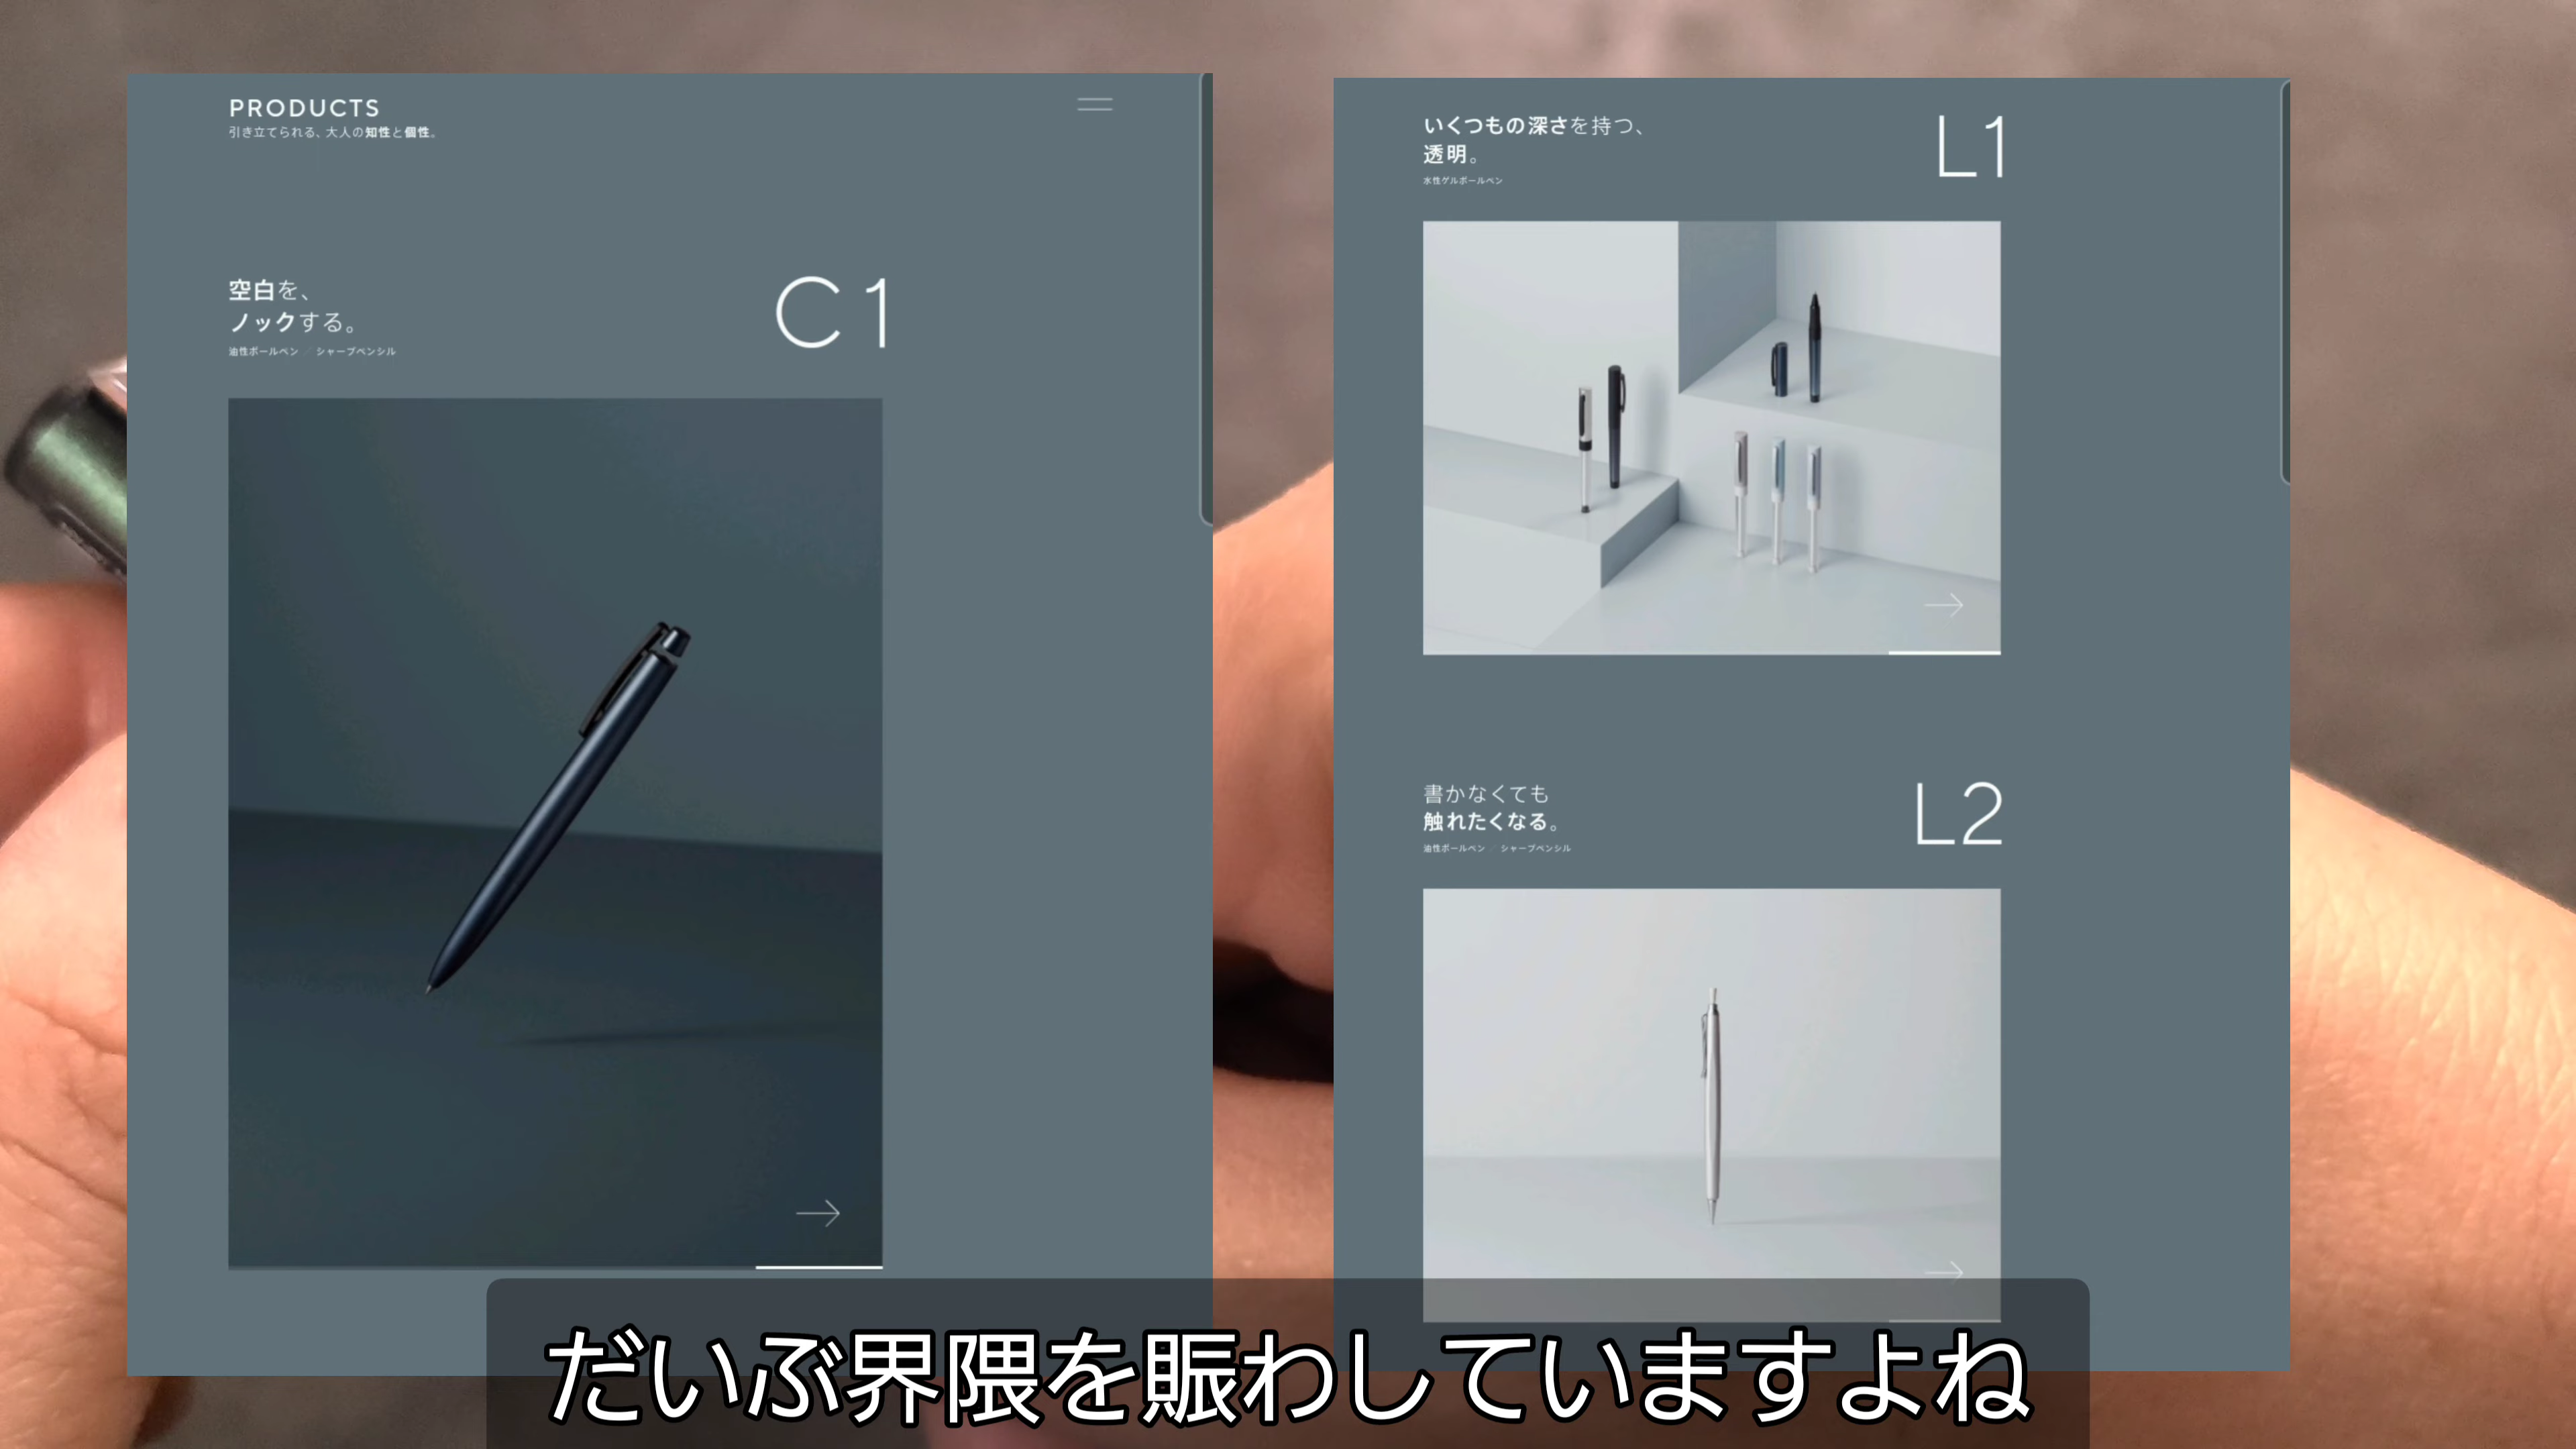 PRODUCTS
引き立てられる、大人の知性と個性。
空白を、
ノックする。
C1
油性ボールペン / シャープペンシル
いくつもの深さを持つ、
透明。
L1
水性ゲルボールペン
書かなくても
触れたくなる。
L2
油性ボールペン / シャープペンシル
だいぶ界隈を賑わしていますよね